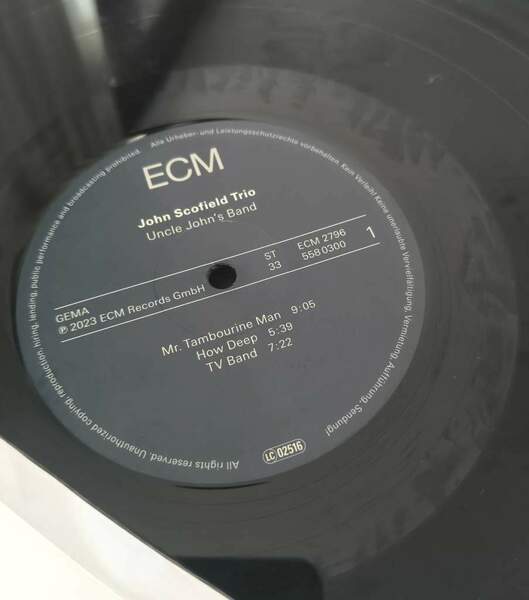 Alle Urheber- und Leistungsschutzrechte vorbehalten. Kein Verleih! Keine unerlaubte Vervielfältigung, Vermietung, Aufführung, Sendung!
ECM
John Scofield Trio
Uncle John's Band
GEMA
℗ 2023 ECM Records GmbH
ST
33
ECM 2796
558 0300
1
Mr. Tambourine Man 9:05
How Deep 5:39
TV Band 7:22
LC 02516
All rights reserved. Unauthorized copying, reproduction, hiring, lending, public performance and broadcasting prohibited.